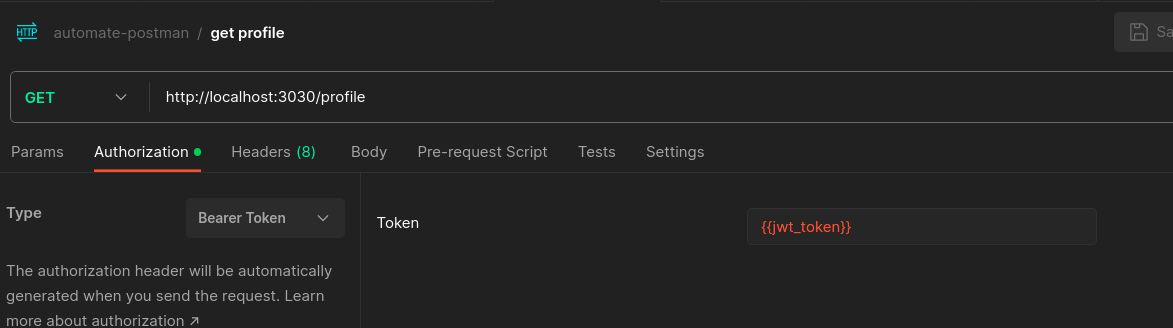 HTTP automate-postman / get profile Sa
GET http://localhost:3030/profile
Params Authorization Headers (8) Body Pre-request Script Tests Settings
Type Bearer Token Token {{jwt_token}}
The authorization header will be automatically
generated when you send the request. Learn
more about authorization ↗